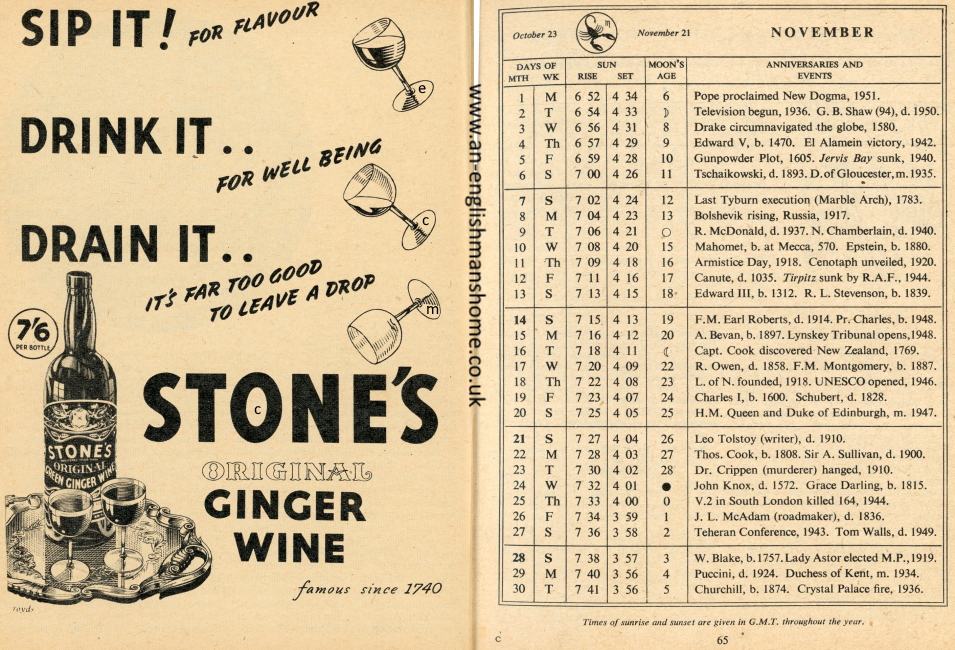 SIP IT! FOR FLAVOUR
e
DRINK IT..
FOR WELL BEING
c
DRAIN IT..
IT'S FAR TOO GOOD
TO LEAVE A DROP
m
7'6
PER BOTTLE
STONE'S
c
ORIGINAL
GINGER
WINE
famous since 1740
STONE'S
ORIGINAL
GREEN GINGER WINE
royds
www.an-englishmanshome.co.uk
October 23 ♏ November 21 NOVEMBER
DAYS OF SUN MOON'S ANNIVERSARIES AND
MTH WK RISE SET AGE EVENTS
1 M 6 52 4 34 6 Pope proclaimed New Dogma, 1951.
2 T 6 54 4 33 ☽ Television begun, 1936. G. B. Shaw (94), d. 1950.
3 W 6 56 4 31 8 Drake circumnavigated the globe, 1580.
4 Th 6 57 4 29 9 Edward V, b. 1470. El Alamein victory, 1942.
5 F 6 59 4 28 10 Gunpowder Plot, 1605. Jervis Bay sunk, 1940.
6 S 7 00 4 26 11 Tschaikowski, d. 1893. D. of Gloucester, m. 1935.
7 S 7 02 4 24 12 Last Tyburn execution (Marble Arch), 1783.
8 M 7 04 4 23 13 Bolshevik rising, Russia, 1917.
9 T 7 06 4 21 ○ R. McDonald, d. 1937. N. Chamberlain, d. 1940.
10 W 7 08 4 20 15 Mahomet, b. at Mecca, 570. Epstein, b. 1880.
11 Th 7 09 4 18 16 Armistice Day, 1918. Cenotaph unveiled, 1920.
12 F 7 11 4 16 17 Canute, d. 1035. Tirpitz sunk by R.A.F., 1944.
13 S 7 13 4 15 18 Edward III, b. 1312. R. L. Stevenson, b. 1839.
14 S 7 15 4 13 19 F.M. Earl Roberts, d. 1914. Pr. Charles, b. 1948.
15 M 7 16 4 12 20 A. Bevan, b. 1897. Lynskey Tribunal opens, 1948.
16 T 7 18 4 11 ☾ Capt. Cook discovered New Zealand, 1769.
17 W 7 20 4 09 22 R. Owen, d. 1858. F.M. Montgomery, b. 1887.
18 Th 7 22 4 08 23 L. of N. founded, 1918. UNESCO opened, 1946.
19 F 7 23 4 07 24 Charles I, b. 1600. Schubert, d. 1828.
20 S 7 25 4 05 25 H.M. Queen and Duke of Edinburgh, m. 1947.
21 S 7 27 4 04 26 Leo Tolstoy (writer), d. 1910.
22 M 7 28 4 03 27 Thos. Cook, b. 1808. Sir A. Sullivan, d. 1900.
23 T 7 30 4 02 28 Dr. Crippen (murderer) hanged, 1910.
24 W 7 32 4 01 ● John Knox, d. 1572. Grace Darling, b. 1815.
25 Th 7 33 4 00 0 V.2 in South London killed 164, 1944.
26 F 7 34 3 59 1 J. L. McAdam (roadmaker), d. 1836.
27 S 7 36 3 58 2 Teheran Conference, 1943. Tom Walls, d. 1949.
28 S 7 38 3 57 3 W. Blake, b. 1757. Lady Astor elected M.P., 1919.
29 M 7 40 3 56 4 Puccini, d. 1924. Duchess of Kent, m. 1934.
30 T 7 41 3 56 5 Churchill, b. 1874. Crystal Palace fire, 1936.
Times of sunrise and sunset are given in G.M.T. throughout the year.
C 65